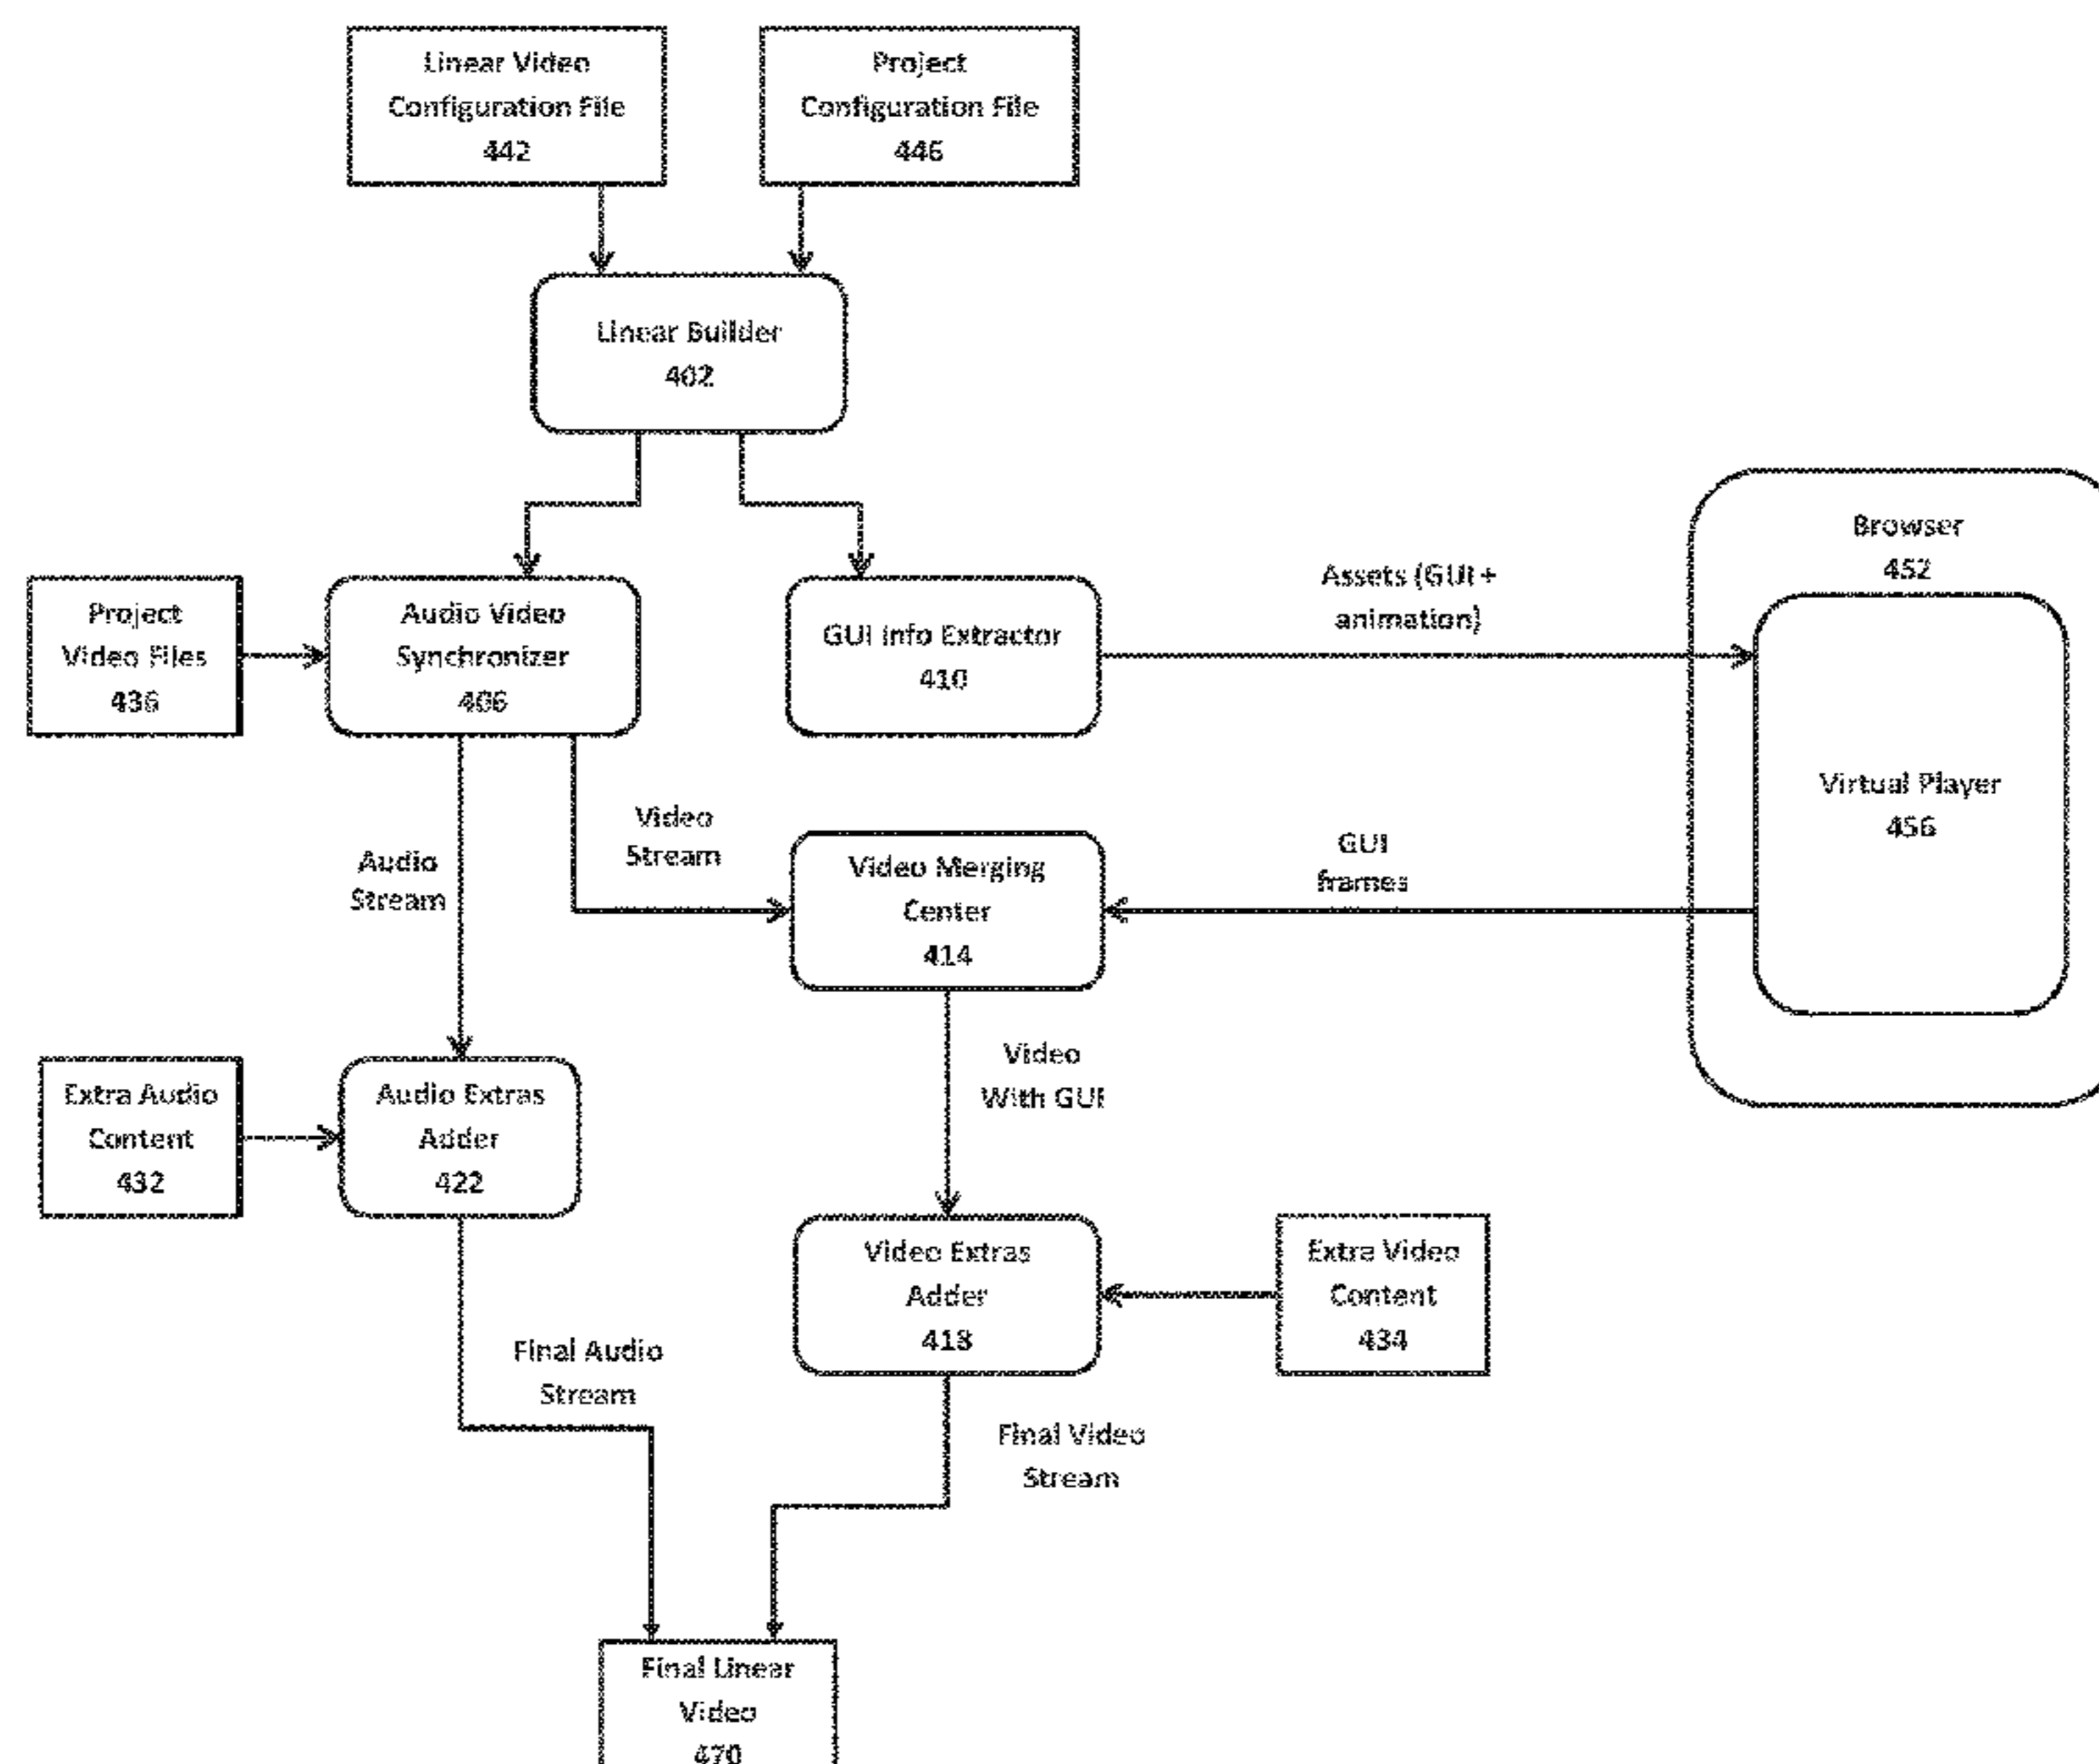 Linear Video
Configuration File
442
Project
Configuration File
446
Linear Builder
402
Browser
452
Project
Video Files
436
Audio Video
Synchronizer
406
GUI Info Extractor
410
Assets (GUI +
animation)
Virtual Player
456
Video
Stream
Audio
Stream
Video Merging
Center
414
GUI
frames
Video
With GUI
Extra Audio
Content
432
Audio Extras
Adder
422
Video Extras
Adder
418
Extra Video
Content
434
Final Audio
Stream
Final Video
Stream
Final Linear
Video
470